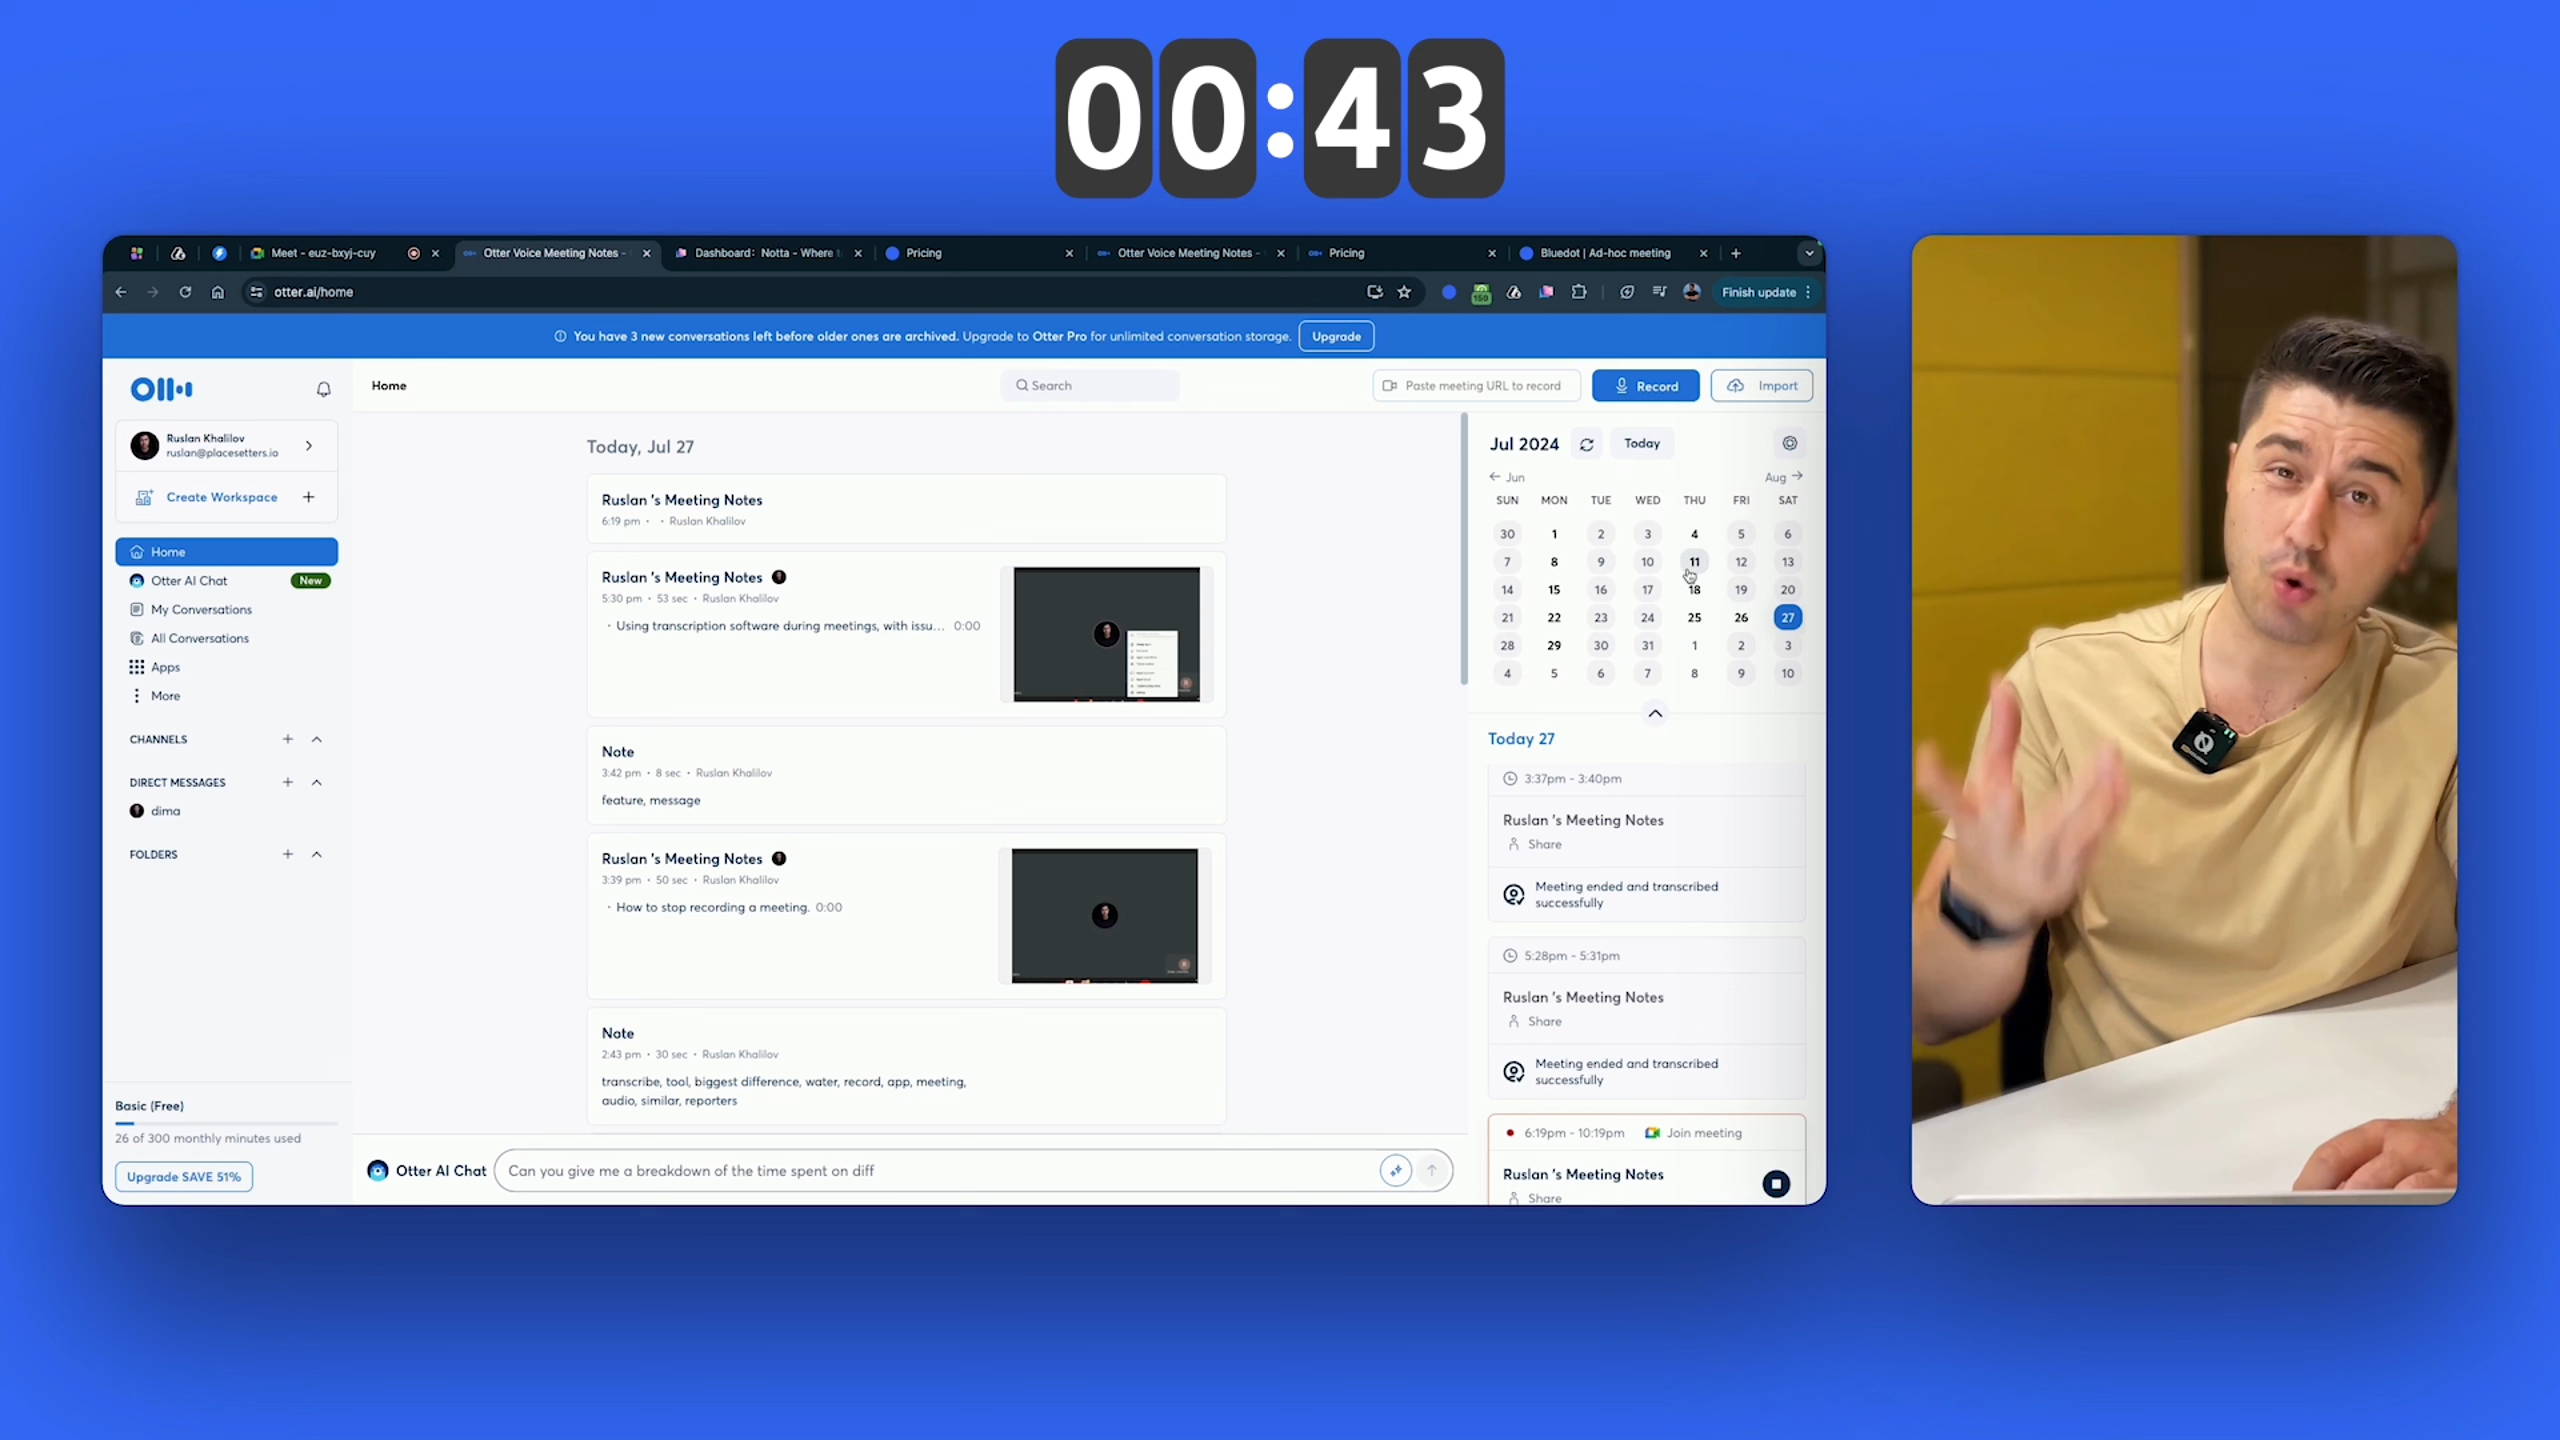 00:43
Meet - euz-bxyj-cuy
Otter Voice Meeting Notes -
Dashboard: Notta - Where t
Pricing
Otter Voice Meeting Notes -
Pricing
Bluedot | Ad-hoc meeting
otter.ai/home
150
Finish update
You have 3 new conversations left before older ones are archived. Upgrade to Otter Pro for unlimited conversation storage.
Upgrade
Home
Search
Paste meeting URL to record
Record
Import
Ruslan Khalilov
ruslan@placesetters.io
Create Workspace
Home
Otter AI Chat
New
My Conversations
All Conversations
Apps
More
CHANNELS
DIRECT MESSAGES
dima
FOLDERS
Basic (Free)
26 of 300 monthly minutes used
Upgrade SAVE 51%
Today, Jul 27
Ruslan 's Meeting Notes
6:19 pm • • Ruslan Khalilov
Ruslan 's Meeting Notes
5:30 pm • 53 sec • Ruslan Khalilov
· Using transcription software during meetings, with issu... 0:00
Note
3:42 pm • 8 sec • Ruslan Khalilov
feature, message
Ruslan 's Meeting Notes
3:39 pm • 50 sec • Ruslan Khalilov
· How to stop recording a meeting. 0:00
Note
2:43 pm • 30 sec • Ruslan Khalilov
transcribe, tool, biggest difference, water, record, app, meeting,
audio, similar, reporters
Otter AI Chat
Can you give me a breakdown of the time spent on diff
Jul 2024
Today
← Jun
Aug →
SUN MON TUE WED THU FRI SAT
30 1 2 3 4 5 6
7 8 9 10 11 12 13
14 15 16 17 18 19 20
21 22 23 24 25 26 27
28 29 30 31 1 2 3
4 5 6 7 8 9 10
Today 27
3:37pm - 3:40pm
Ruslan 's Meeting Notes
Share
Meeting ended and transcribed
successfully
5:28pm - 5:31pm
Ruslan 's Meeting Notes
Share
Meeting ended and transcribed
successfully
6:19pm - 10:19pm
Join meeting
Ruslan 's Meeting Notes
Share